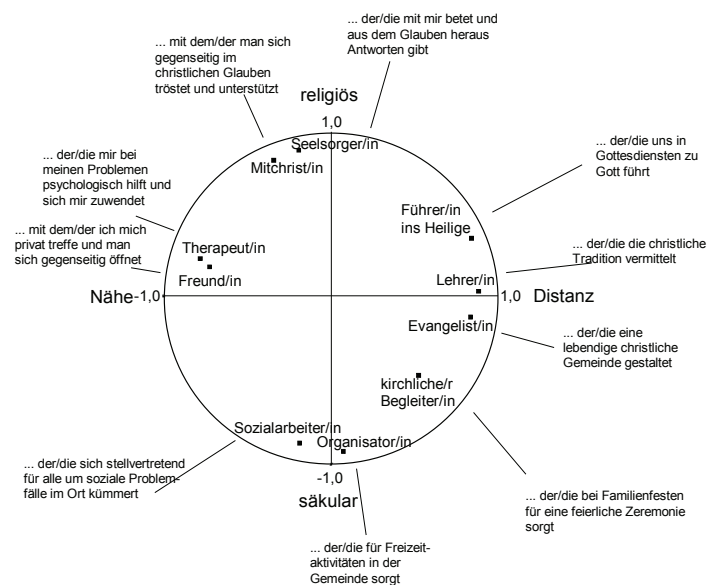 ... der/die mit mir betet und
aus dem Glauben heraus
Antworten gibt
... mit dem/der man sich
gegenseitig im
christlichen Glauben
tröstet und unterstützt
religiös
1,0
Seelsorger/in
Mitchrist/in
... der/die uns in
Gottesdiensten zu
Gott führt
... der/die mir bei
meinen Problemen
psychologisch hilft und
sich mir zuwendet
Führer/in
ins Heilige
... mit dem/der ich mich
privat treffe und man
sich gegenseitig öffnet
Therapeut/in
Freund/in
... der/die die christliche
Tradition vermittelt
Lehrer/in
Nähe
-1,0
1,0
Distanz
Evangelist/in
... der/die eine
lebendige christliche
Gemeinde gestaltet
kirchliche/r
Begleiter/in
Sozialarbeiter/in
Organisator/in
... der/die sich stellvertretend
für alle um soziale Problem-
fälle im Ort kümmert
-1,0
säkular
... der/die bei Familienfesten
für eine feierliche Zeremonie
sorgt
... der/die für Freizeit-
aktivitäten in der
Gemeinde sorgt